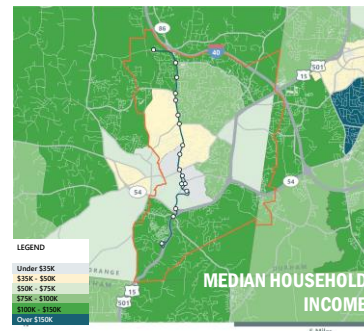 86
40
501
15
54
54
LEGEND
Under $35K
$35K - $50K
$50K - $75K
$75K - $100K
$100K - $150K
Over $150K
ORANGE
15
501
MEDIAN HOUSEHOLD
INCOME